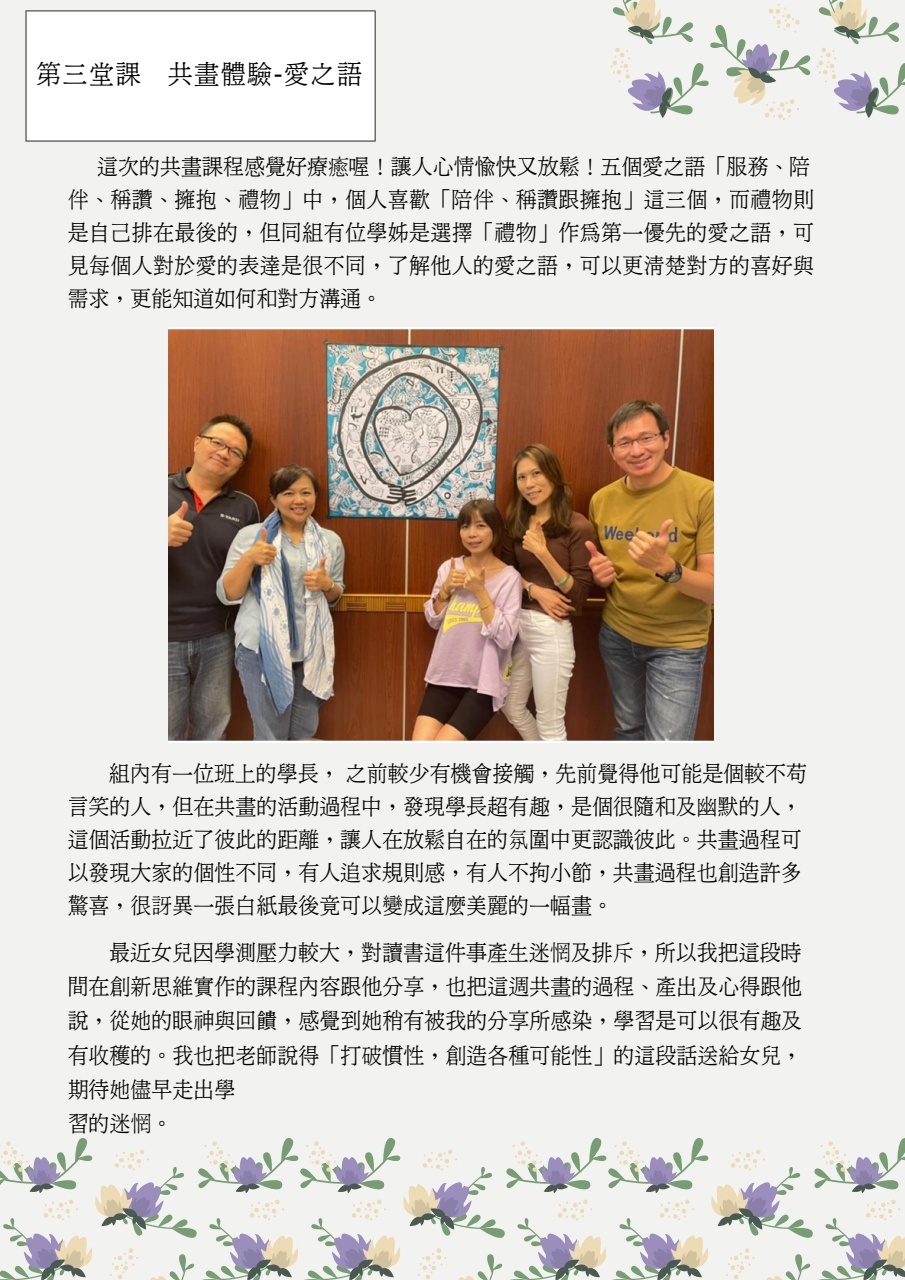 第三堂課　共畫體驗-愛之語
這次的共畫課程感覺好療癒喔！讓人心情愉快又放鬆！五個愛之語「服務、陪
伴、稱讚、擁抱、禮物」中，個人喜歡「陪伴、稱讚跟擁抱」這三個，而禮物則
是自己排在最後的，但同組有位學姊是選擇「禮物」作為第一優先的愛之語，可
見每個人對於愛的表達是很不同，了解他人的愛之語，可以更清楚對方的喜好與
需求，更能知道如何和對方溝通。
Weekend
組內有一位班上的學長， 之前較少有機會接觸，先前覺得他可能是個較不苟
言笑的人，但在共畫的活動過程中，發現學長超有趣，是個很隨和及幽默的人，
這個活動拉近了彼此的距離，讓人在放鬆自在的氛圍中更認識彼此。共畫過程可
以發現大家的個性不同，有人追求規則感，有人不拘小節，共畫過程也創造許多
驚喜，很訝異一張白紙最後竟可以變成這麼美麗的一幅畫。
最近女兒因學測壓力較大，對讀書這件事產生迷惘及排斥，所以我把這段時
間在創新思維實作的課程內容跟他分享，也把這週共畫的過程、產出及心得跟他
說，從她的眼神與回饋，感覺到她稍有被我的分享所感染，學習是可以很有趣及
有收穫的。我也把老師說得「打破慣性，創造各種可能性」的這段話送給女兒，
期待她儘早走出學
習的迷惘。